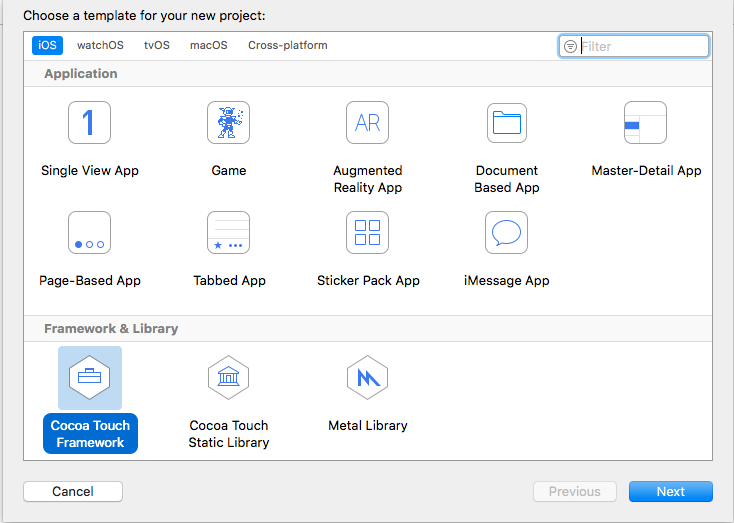 Choose a template for your new project:
iOS watchOS tvOS macOS Cross-platform Filter
Application
1 AR
Single View App Game Augmented Reality App Document Based App Master-Detail App
Page-Based App Tabbed App Sticker Pack App iMessage App
Framework & Library
Cocoa Touch Framework Cocoa Touch Static Library Metal Library
Cancel Previous Next